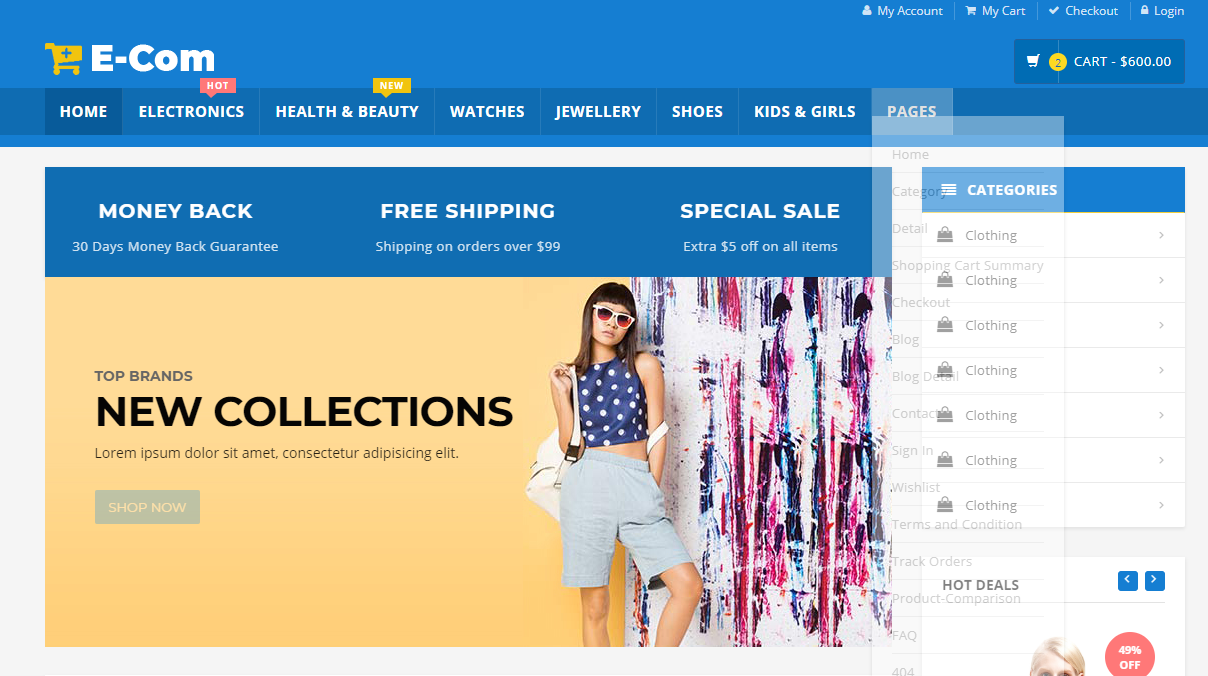 My Account
My Cart
Checkout
Login
E-Com
2
CART - $600.00
HOT
NEW
HOME
ELECTRONICS
HEALTH & BEAUTY
WATCHES
JEWELLERY
SHOES
KIDS & GIRLS
PAGES
MONEY BACK
30 Days Money Back Guarantee
FREE SHIPPING
Shipping on orders over $99
SPECIAL SALE
Extra $5 off on all items
TOP BRANDS
NEW COLLECTIONS
Lorem ipsum dolor sit amet, consectetur adipisicing elit.
SHOP NOW
Home
Category
Detail
Shopping Cart Summary
Checkout
Blog
Blog Detail
Contact
Sign In
Wishlist
Terms and Condition
Track Orders
Product-Comparison
FAQ
404
CATEGORIES
Clothing
Clothing
Clothing
Clothing
Clothing
Clothing
Clothing
HOT DEALS
49%
OFF